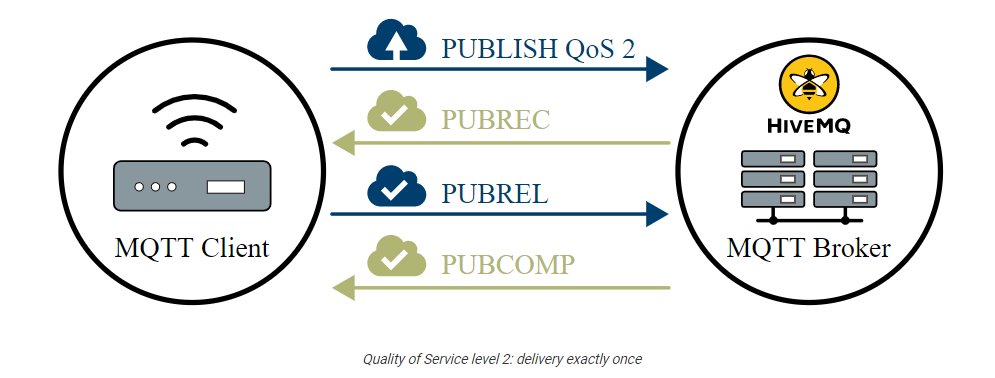 PUBLISH QoS 2
PUBREC
HIVEMQ
PUBREL
MQTT Client
MQTT Broker
PUBCOMP
Quality of Service level 2: delivery exactly once